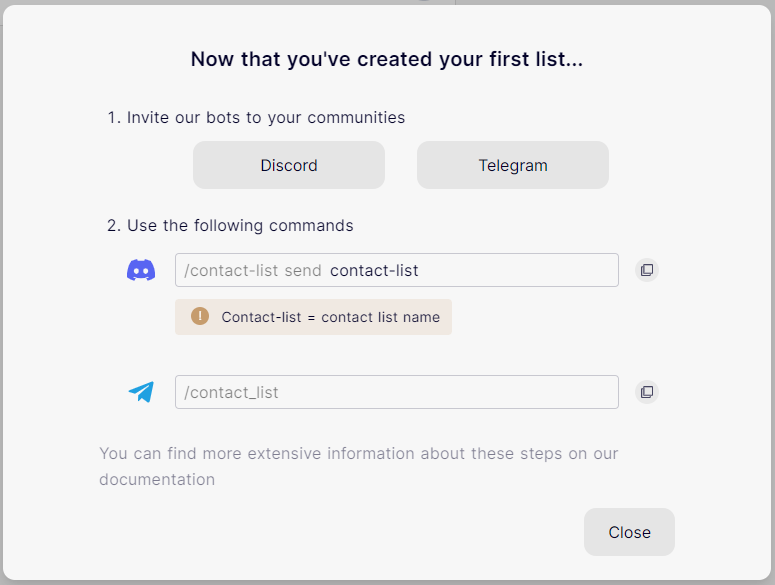 Now that you've created your first list...
1. Invite our bots to your communities
Discord
Telegram
2. Use the following commands
/contact-list send contact-list
! Contact-list = contact list name
/contact_list
You can find more extensive information about these steps on our
documentation
Close